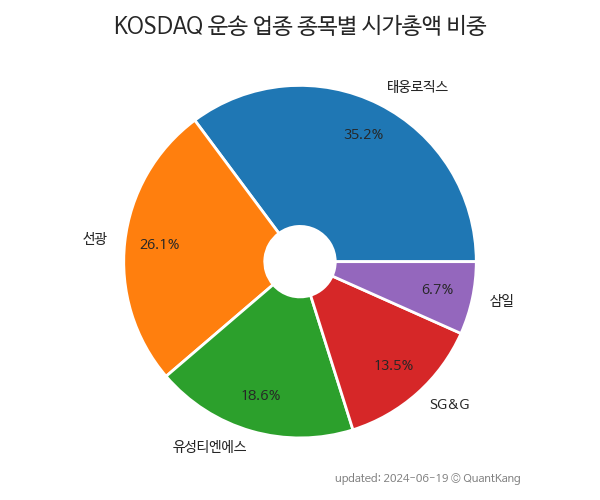 KOSDAQ 운송 업종 종목별 시가총액 비중
태웅로직스
35.2%
선광
26.1%
6.7%
삼일
13.5%
18.6%
SG&G
유성티엔에스
updated: 2024-06-19 © QuantKang